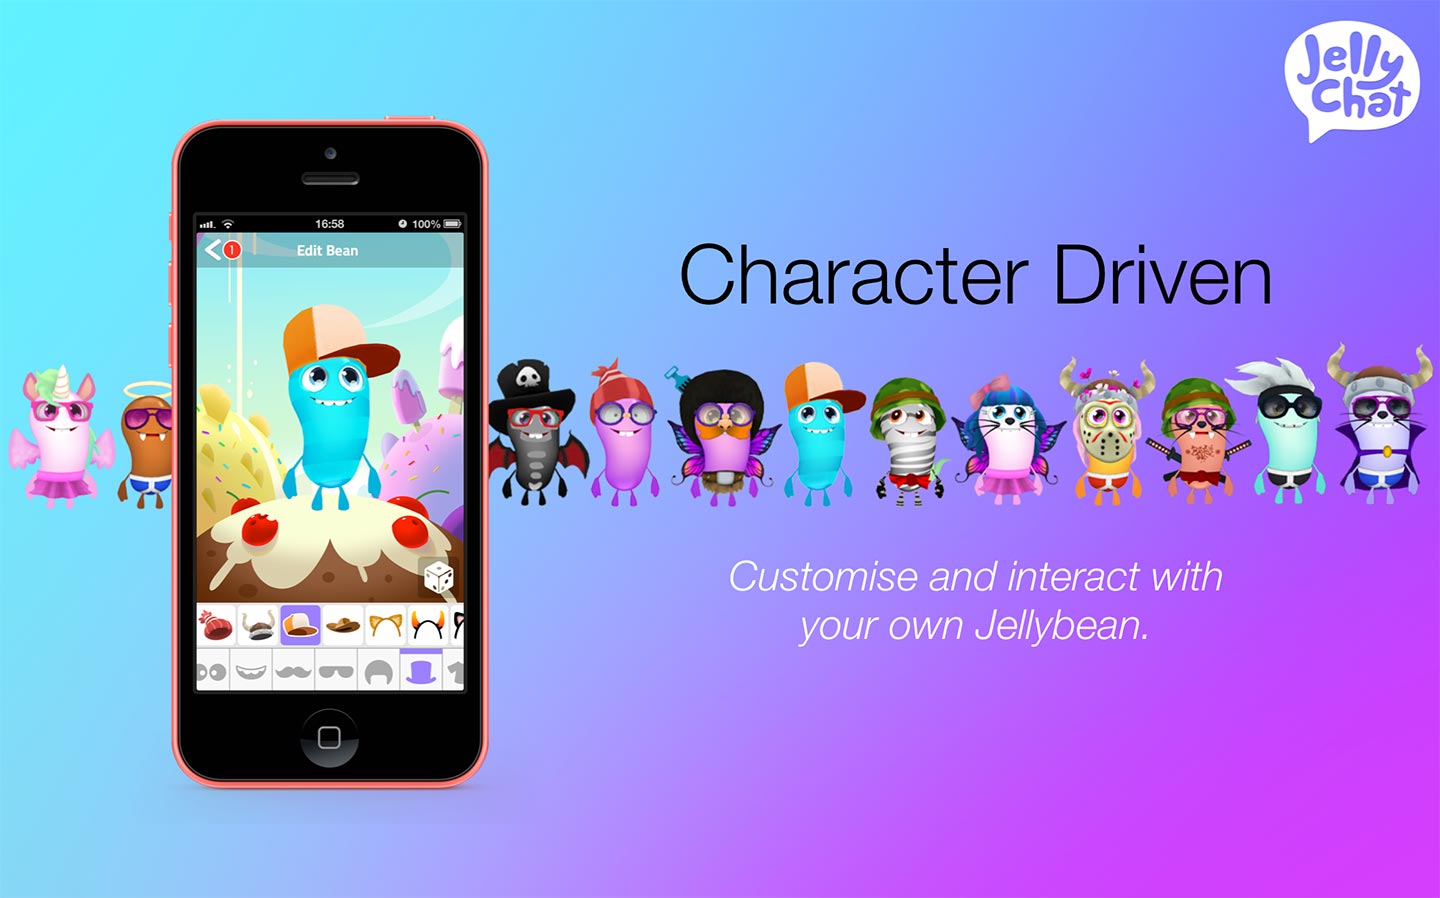 Jelly
Chat
16:58
100%
1
Edit Bean
Character Driven
Customise and interact with
your own Jellybean.